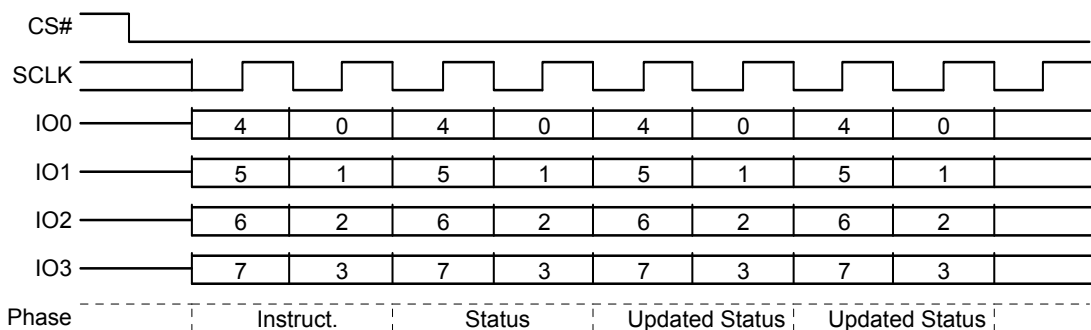 CS#
SCLK
IO0 4 0 4 0 4 0 4 0
IO1 5 1 5 1 5 1 5 1
IO2 6 2 6 2 6 2 6 2
IO3 7 3 7 3 7 3 7 3
Phase Instruct. Status Updated Status Updated Status